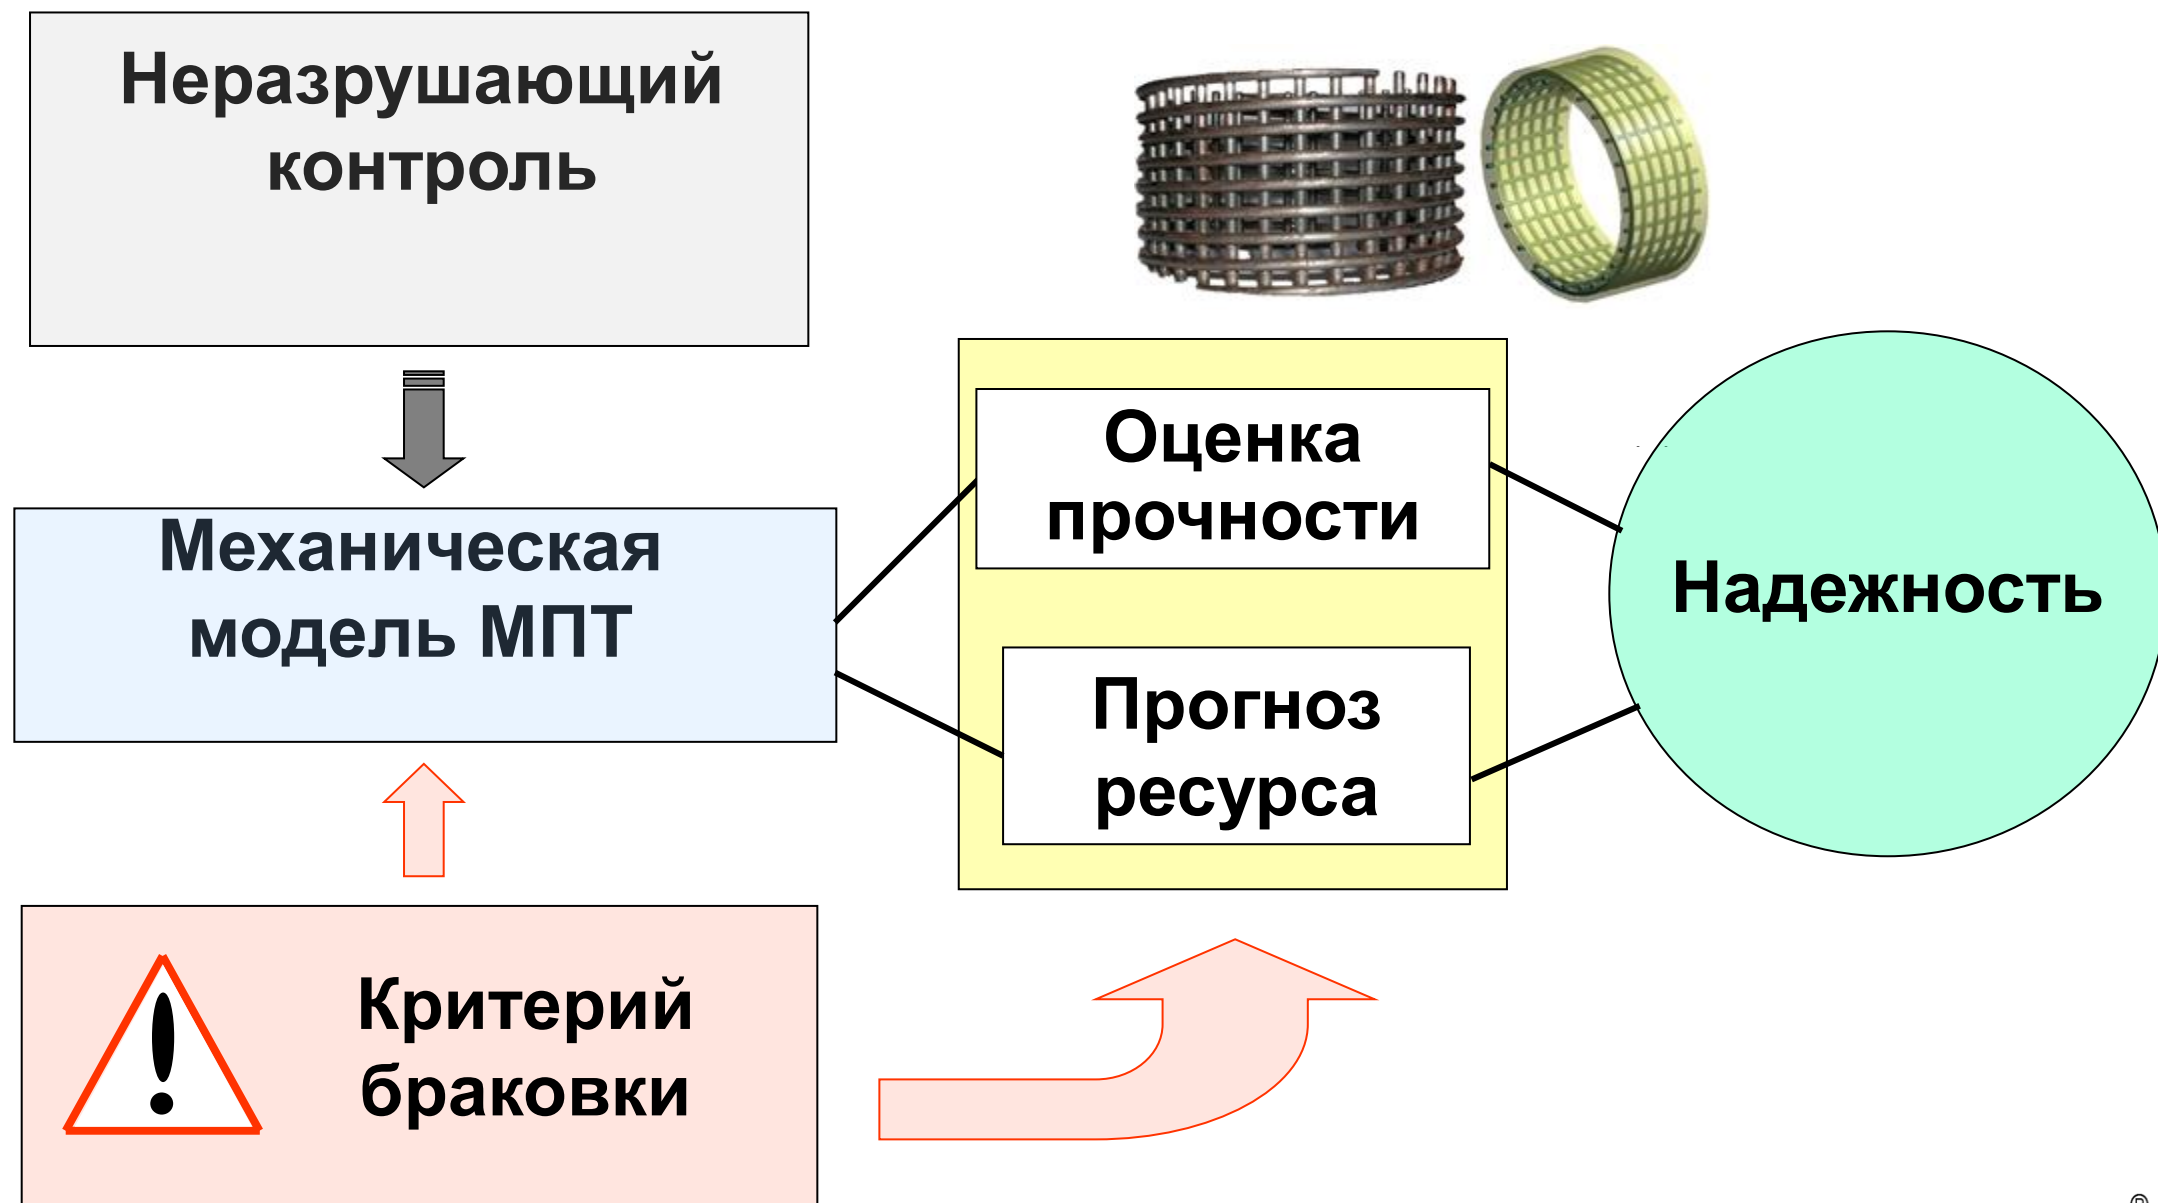 Неразрушающий
контроль
Механическая
модель МПТ
Оценка
прочности
Прогноз
ресурса
Надежность
Критерий
браковки